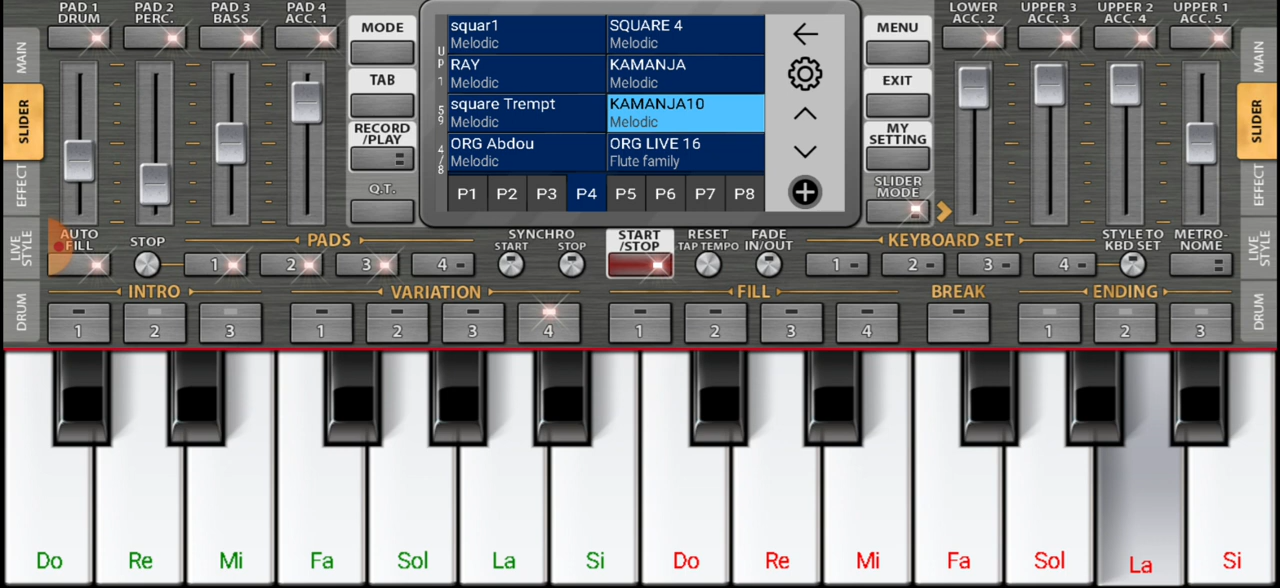 PAD 1
DRUM
PAD 2
PERC.
PAD 3
BASS
PAD 4
ACC. 1
MAIN
SLIDER
EFFECT
LIVE
STYLE
DRUM
MODE
TAB
RECORD
/PLAY
Q.T.
UP 1
59
4/8
squar1
Melodic
SQUARE 4
Melodic
RAY
Melodic
KAMANJA
Melodic
square Trempt
Melodic
KAMANJA10
Melodic
ORG Abdou
Melodic
ORG LIVE 16
Flute family
P1 P2 P3 P4 P5 P6 P7 P8
MENU
EXIT
MY
SETTING
SLIDER
MODE
LOWER
ACC. 2
UPPER 3
ACC. 3
UPPER 2
ACC. 4
UPPER 1
ACC. 5
MAIN
SLIDER
EFFECT
LIVE
STYLE
DRUM
AUTO
FILL
STOP
PADS
1 2 3 4
SYNCHRO
START STOP
START
/STOP
RESET
TAP TEMPO
FADE
IN/OUT
KEYBOARD SET
1 2 3 4
STYLE TO
KBD SET
METRO-
NOME
INTRO
1 2 3
VARIATION
1 2 3 4
FILL
1 2 3 4
BREAK
ENDING
1 2 3
Do Re Mi Fa Sol La Si Do Re Mi Fa Sol La Si